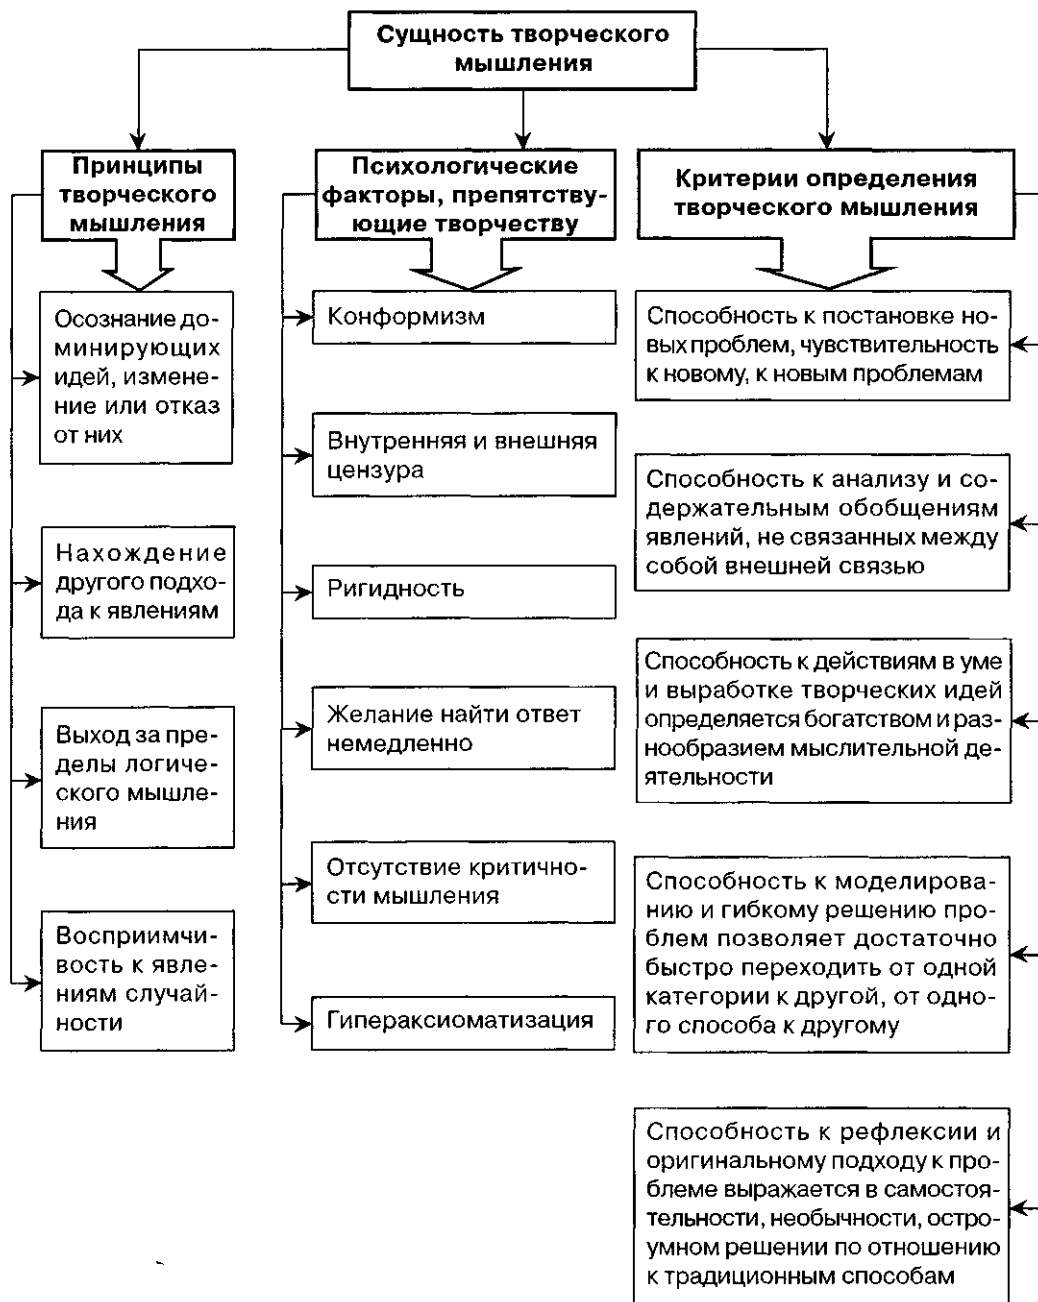 Сущность творческого
мышления
Принципы
творческого
мышления
Осознание до-
минирующих
идей, измене-
ние или отказ
от них
Нахождение
другого подхо-
да к явлениям
Выход за пре-
делы логиче-
ского мышле-
ния
Восприимчи-
вость к явле-
ниям случай-
ности
Психологические
факторы, препятству-
ющие творчеству
Конформизм
Внутренняя и внешняя
цензура
Ригидность
Желание найти ответ
немедленно
Отсутствие критично-
сти мышления
Гипераксиоматизация
Критерии определения
творческого мышления
Способность к постановке но-
вых проблем, чувствительность
к новому, к новым проблемам
Способность к анализу и со-
держательным обобщениям
явлений, не связанных между
собой внешней связью
Способность к действиям в уме
и выработке творческих идей
определяется богатством и раз-
нообразием мыслительной де-
ятельности
Способность к моделирова-
нию и гибкому решению про-
блем позволяет достаточно
быстро переходить от одной
категории к другой, от одно-
го способа к другому
Способность к рефлексии и
оригинальному подходу к про-
блеме выражается в самостоя-
тельности, необычности, остро-
умном решении по отношению
к традиционным способам